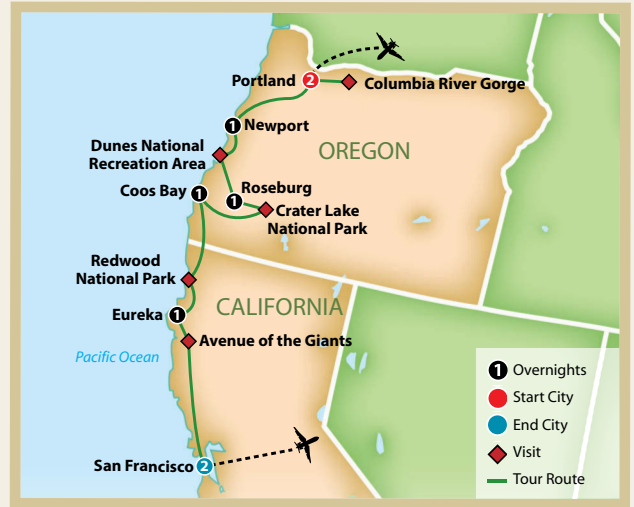 Portland
2
Columbia River Gorge
1
Newport
Dunes National
Recreation Area
OREGON
Coos Bay
1
Roseburg
1
Crater Lake
National Park
Redwood
National Park
CALIFORNIA
Eureka
1
Avenue of the Giants
Pacific Ocean
San Francisco
2
1 Overnights
Start City
End City
Visit
Tour Route